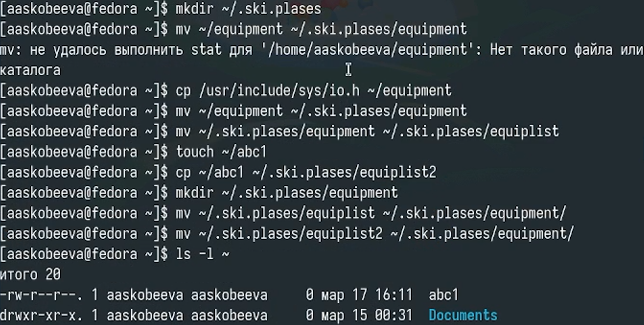 [aaskobeeva@fedora ~]$ mkdir ~/.ski.plases
[aaskobeeva@fedora ~]$ mv ~/equipment ~/.ski.plases/equipment
mv: не удалось выполнить stat для '/home/aaskobeeva/equipment': Нет такого файла или
каталога
[aaskobeeva@fedora ~]$ cp /usr/include/sys/io.h ~/equipment
[aaskobeeva@fedora ~]$ mv ~/equipment ~/.ski.plases/equipment
[aaskobeeva@fedora ~]$ mv ~/.ski.plases/equipment ~/.ski.plases/equiplist
[aaskobeeva@fedora ~]$ touch ~/abc1
[aaskobeeva@fedora ~]$ cp ~/abc1 ~/.ski.plases/equiplist2
[aaskobeeva@fedora ~]$ mkdir ~/.ski.plases/equipment
[aaskobeeva@fedora ~]$ mv ~/.ski.plases/equiplist ~/.ski.plases/equipment/
[aaskobeeva@fedora ~]$ mv ~/.ski.plases/equiplist2 ~/.ski.plases/equipment/
[aaskobeeva@fedora ~]$ ls -l ~
итого 20
-rw-r--r--. 1 aaskobeeva aaskobeeva 0 мар 17 16:11 abc1
drwxr-xr-x. 1 aaskobeeva aaskobeeva 0 мар 15 00:31 Documents